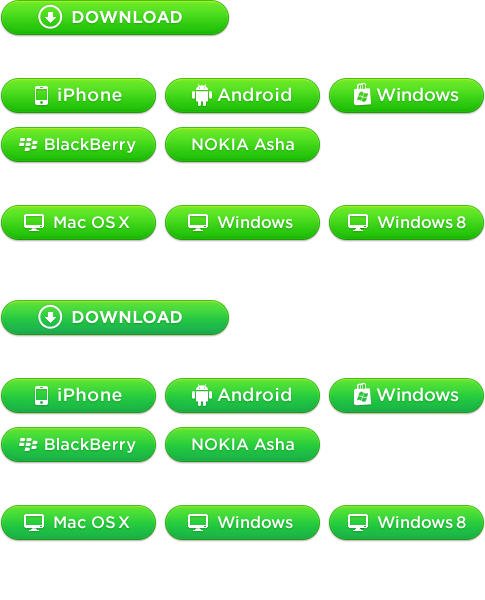 DOWNLOAD
iPhone Android Windows
BlackBerry NOKIA Asha
Mac OS X Windows Windows 8
DOWNLOAD
iPhone Android Windows
BlackBerry NOKIA Asha
Mac OS X Windows Windows 8